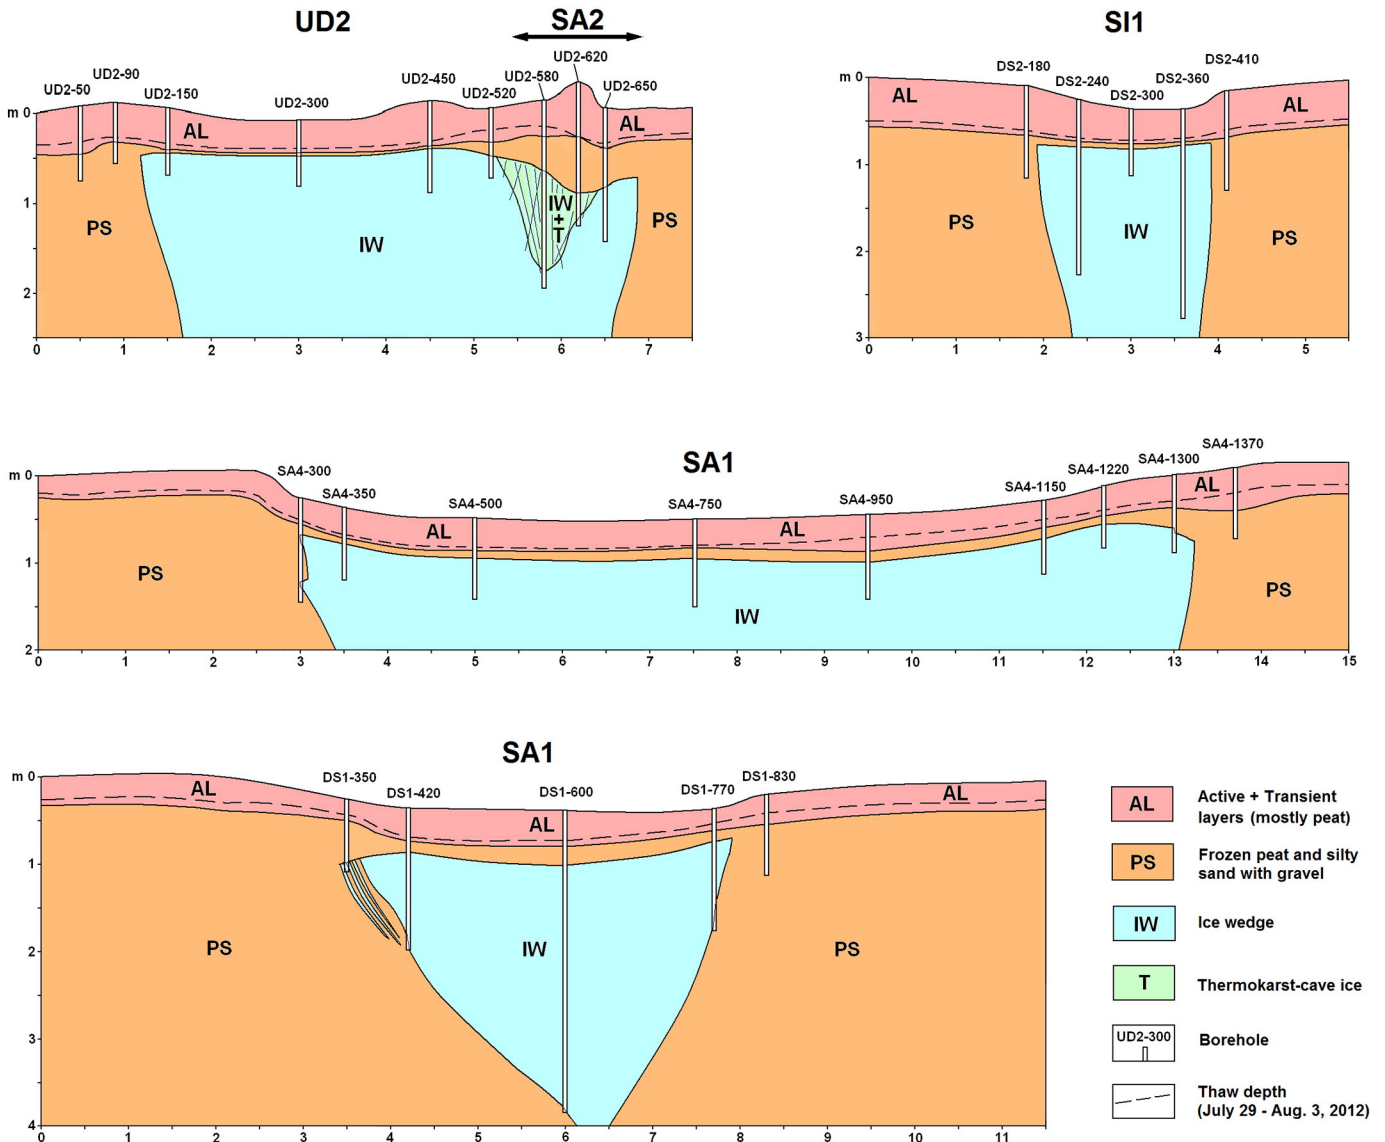 UD2
SA2
UD2-50
UD2-90
UD2-150
UD2-300
UD2-450
UD2-520
UD2-580
UD2-620
UD2-650
m 0
1
2
AL
AL
PS
IW
IW
+
T
PS
0 1 2 3 4 5 6 7
SI1
DS2-180
DS2-240
DS2-300
DS2-360
DS2-410
m 0
1
2
3
AL
AL
PS
IW
PS
0 1 2 3 4 5
SA1
SA4-300
SA4-350
SA4-500
SA4-750
SA4-950
SA4-1150
SA4-1220
SA4-1300
SA4-1370
m 0
1
2
AL
AL
AL
PS
IW
PS
0 1 2 3 4 5 6 7 8 9 10 11 12 13 14 15
SA1
DS1-350
DS1-420
DS1-600
DS1-770
DS1-830
m 0
1
2
3
4
AL
AL
AL
PS
IW
PS
0 1 2 3 4 5 6 7 8 9 10 11
AL
Active + Transient
layers (mostly peat)
PS
Frozen peat and silty
sand with gravel
IW
Ice wedge
T
Thermokarst-cave ice
UD2-300
Borehole
Thaw depth
(July 29 - Aug. 3, 2012)